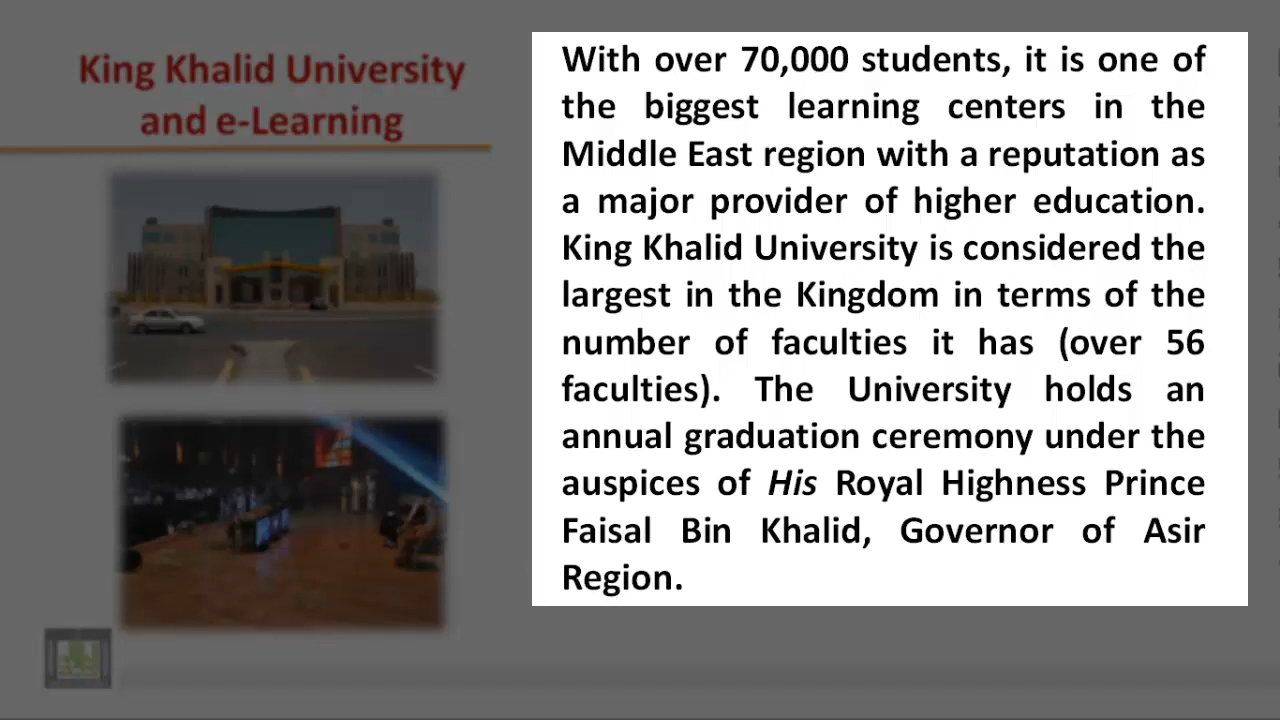 King Khalid University
and e-Learning
With over 70,000 students, it is one of
the biggest learning centers in the
Middle East region with a reputation as
a major provider of higher education.
King Khalid University is considered the
largest in the Kingdom in terms of the
number of faculties it has (over 56
faculties). The University holds an
annual graduation ceremony under the
auspices of His Royal Highness Prince
Faisal Bin Khalid, Governor of Asir
Region.